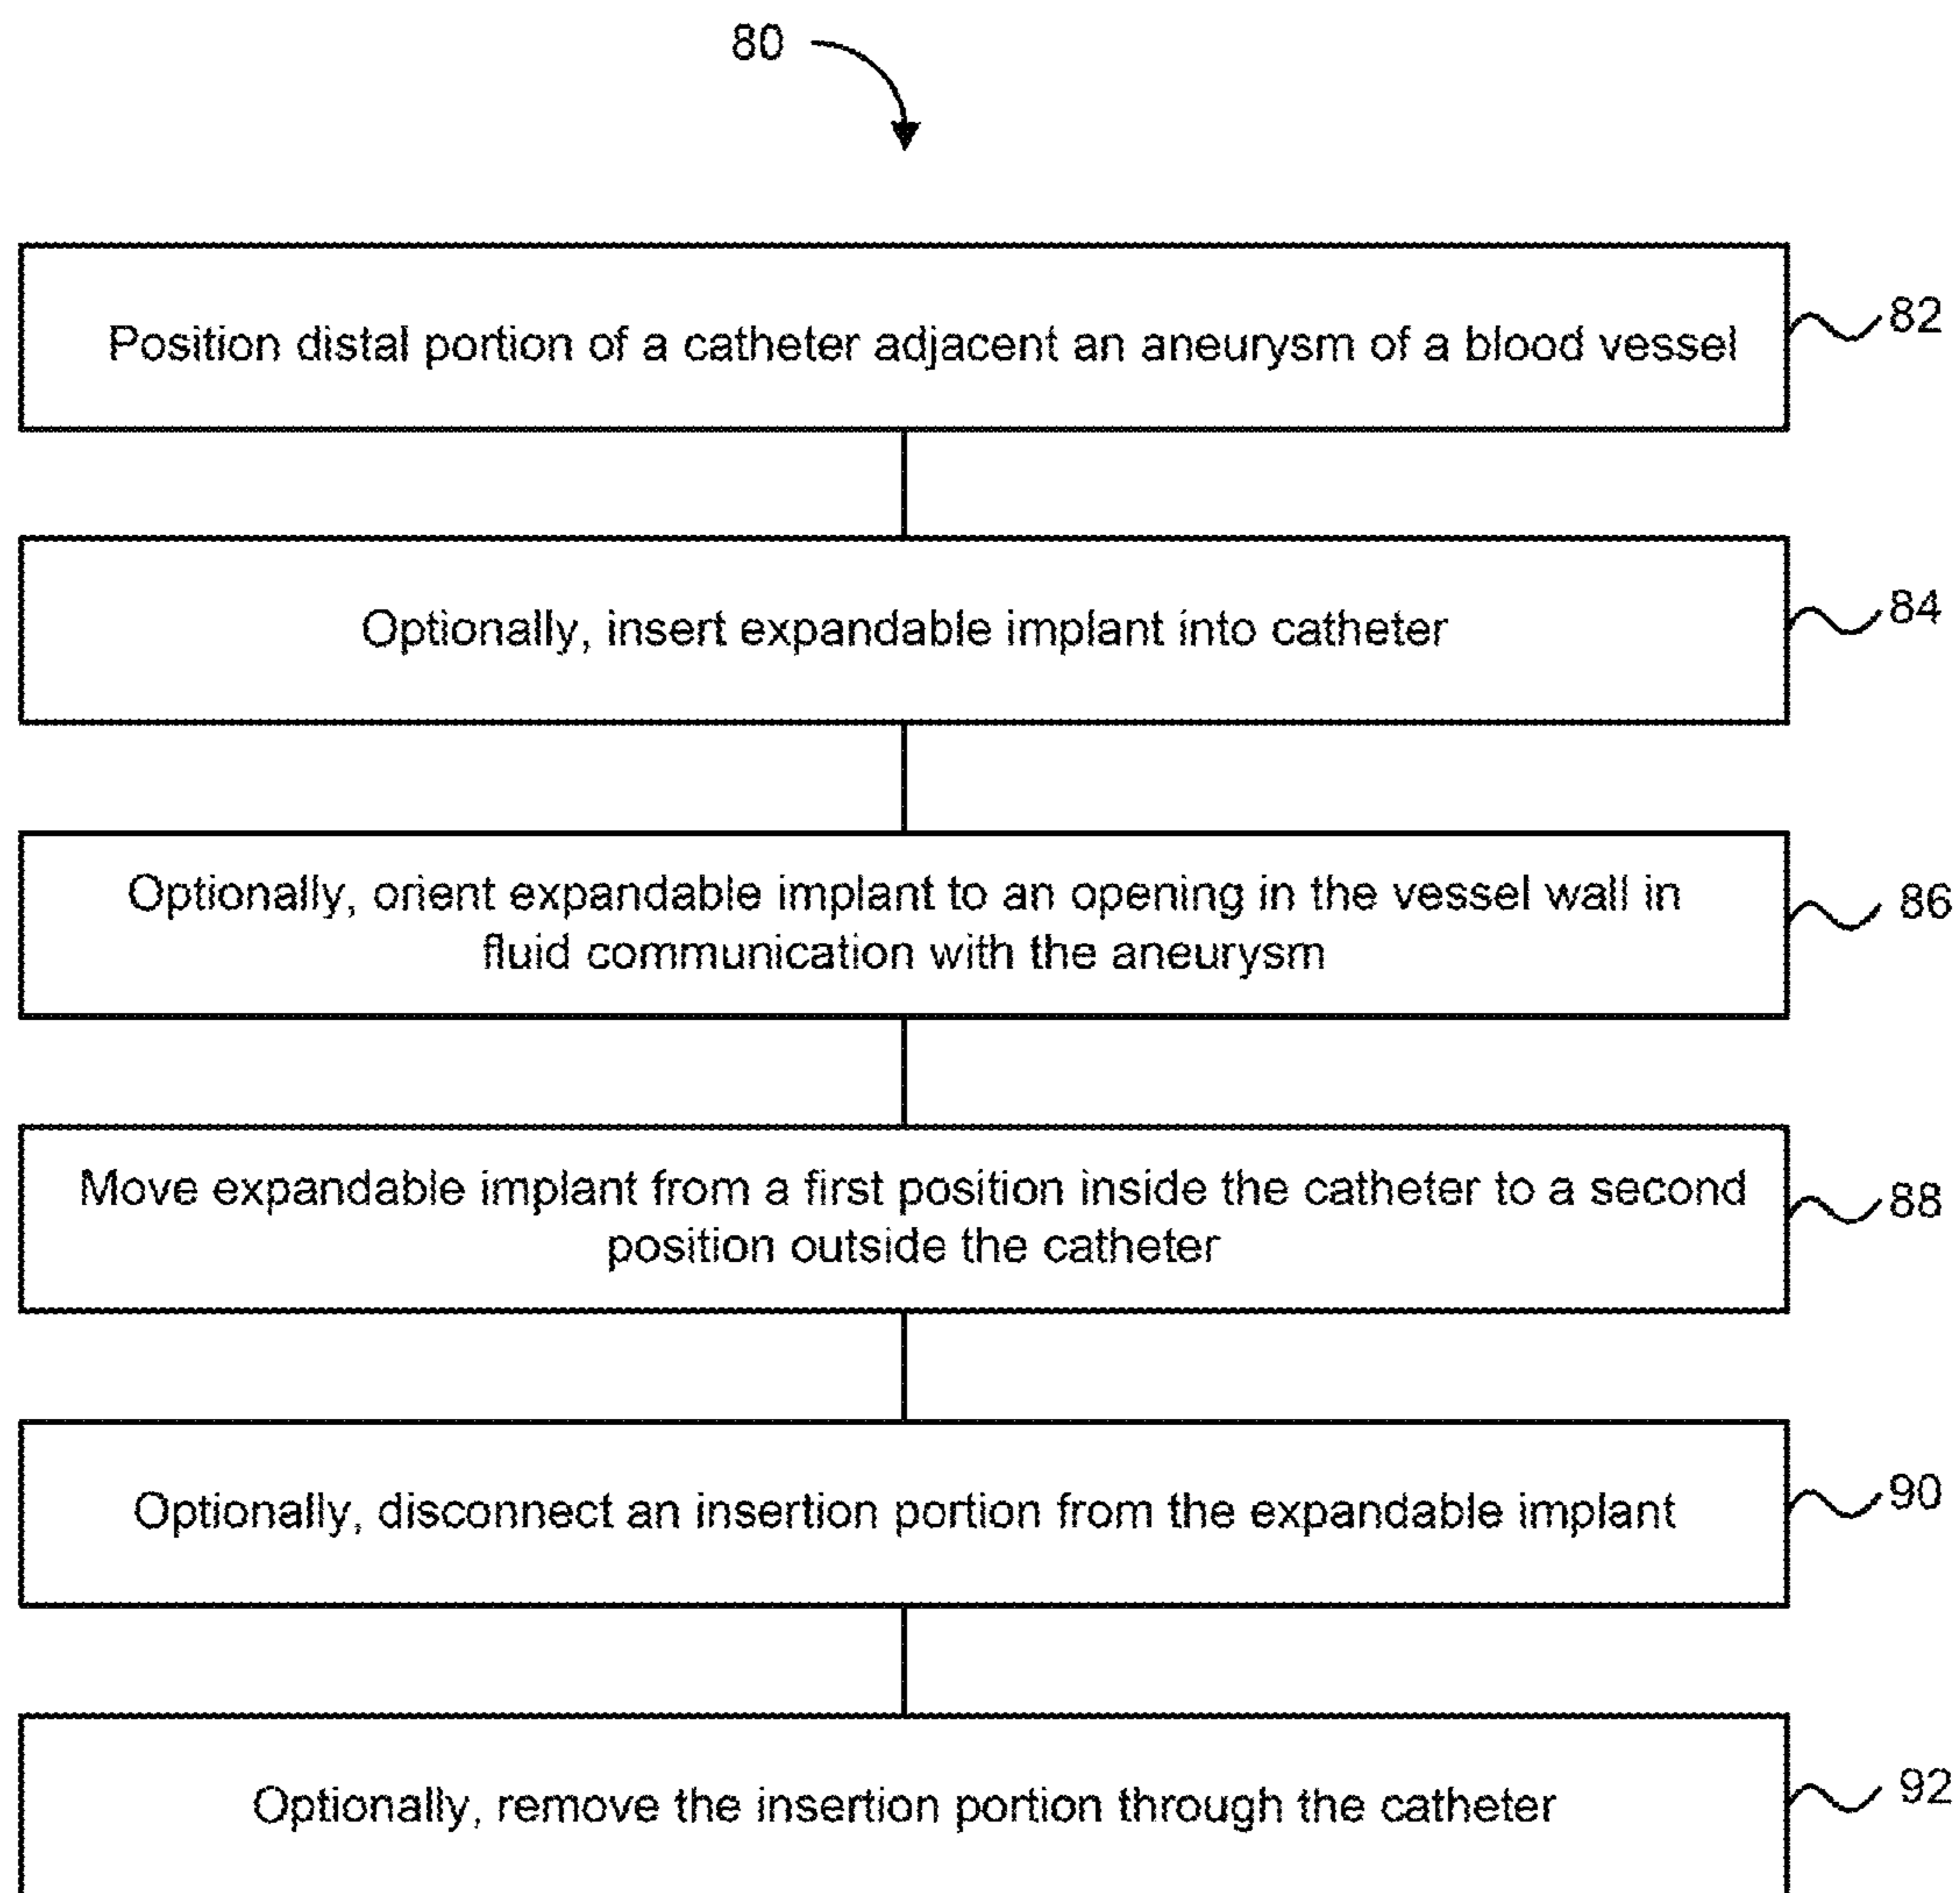 80
Position distal portion of a catheter adjacent an aneurysm of a blood vessel
82
Optionally, insert expandable implant into catheter
84
Optionally, orient expandable implant to an opening in the vessel wall in
fluid communication with the aneurysm
86
Move expandable implant from a first position inside the catheter to a second
position outside the catheter
88
Optionally, disconnect an insertion portion from the expandable implant
90
Optionally, remove the insertion portion through the catheter
92